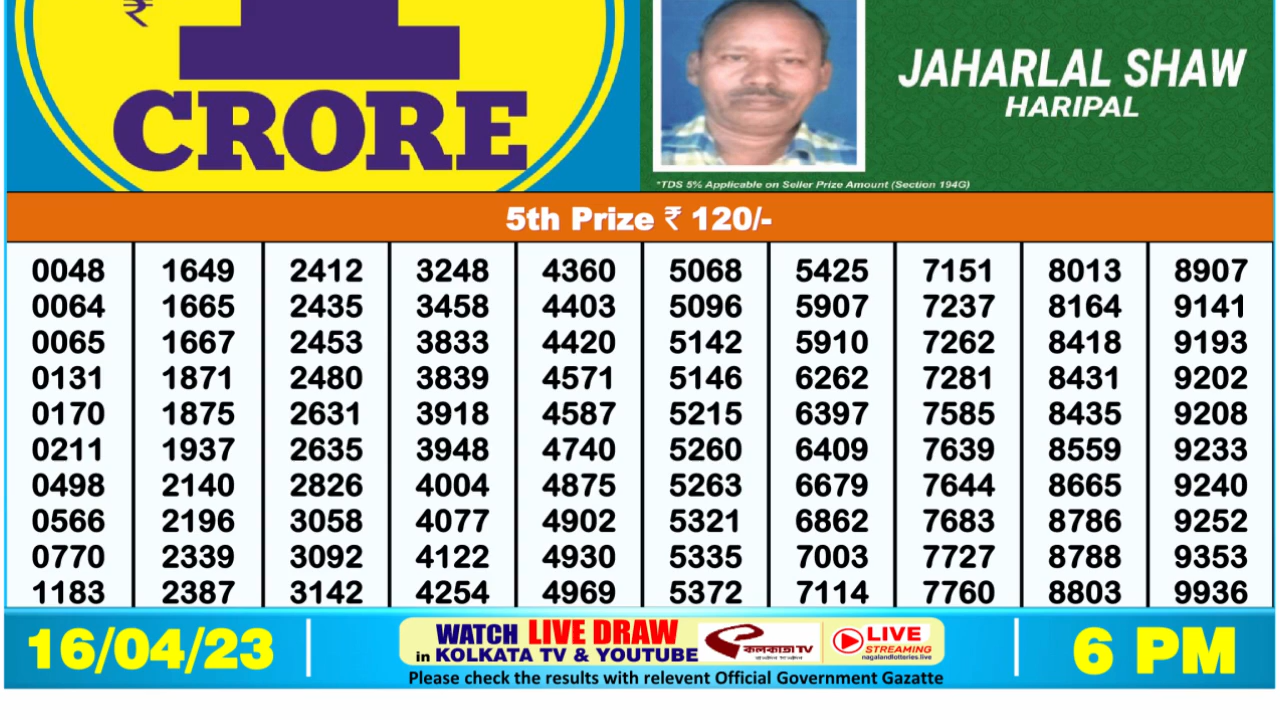 ₹
CRORE
JAHARLAL SHAW
HARIPAL
*TDS 5% Applicable on Seller Prize Amount (Section 194G)
5th Prize ₹ 120/-
0048 1649 2412 3248 4360 5068 5425 7151 8013 8907
0064 1665 2435 3458 4403 5096 5907 7237 8164 9141
0065 1667 2453 3833 4420 5142 5910 7262 8418 9193
0131 1871 2480 3839 4571 5146 6262 7281 8431 9202
0170 1875 2631 3918 4587 5215 6397 7585 8435 9208
0211 1937 2635 3948 4740 5260 6409 7639 8559 9233
0498 2140 2826 4004 4875 5263 6679 7644 8665 9240
0566 2196 3058 4077 4902 5321 6862 7683 8786 9252
0770 2339 3092 4122 4930 5335 7003 7727 8788 9353
1183 2387 3142 4254 4969 5372 7114 7760 8803 9936
16/04/23
WATCH LIVE DRAW
in KOLKATA TV & YOUTUBE
কলকাতা TV
LIVE
STREAMING
nagalandlotteries.live
Please check the results with relevent Official Government Gazatte
6 PM